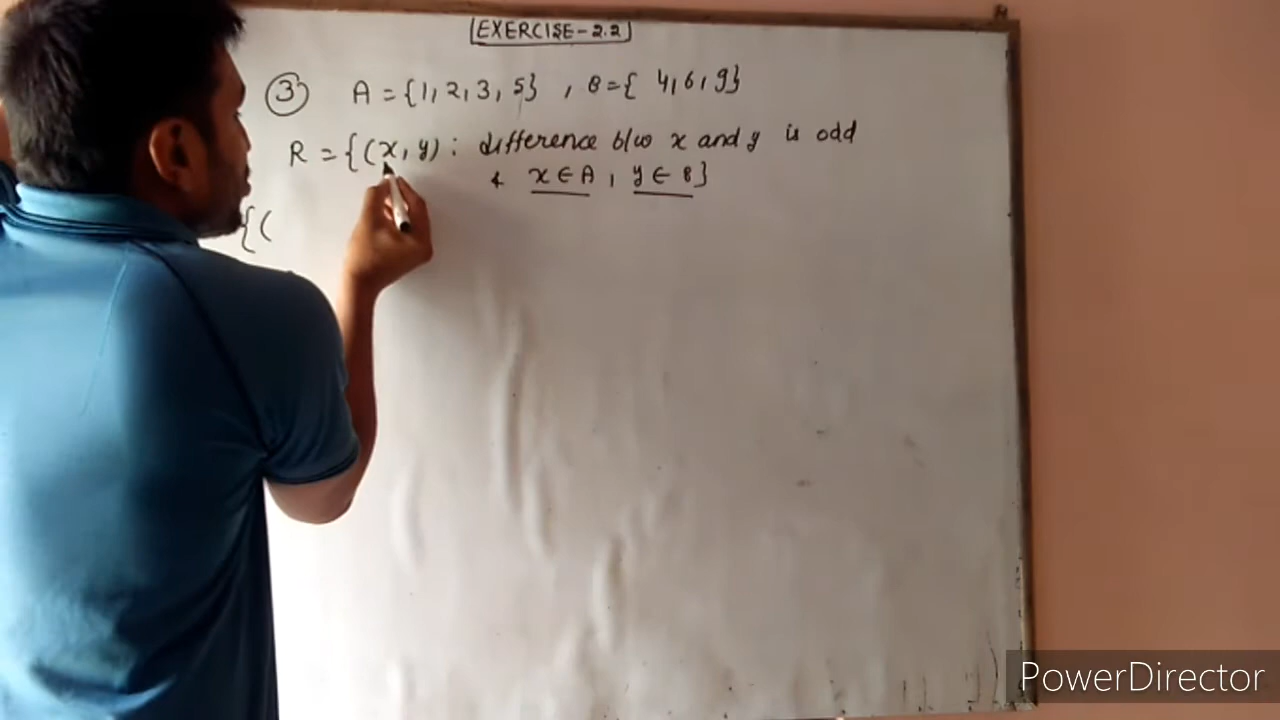 EXERCISE-2.2
3 A = {1, 2, 3, 5} , B = { 4, 6, 9}
R = {(x, y) : difference b/w x and y is odd
& x ∈ A , y ∈ B}
{(
PowerDirector